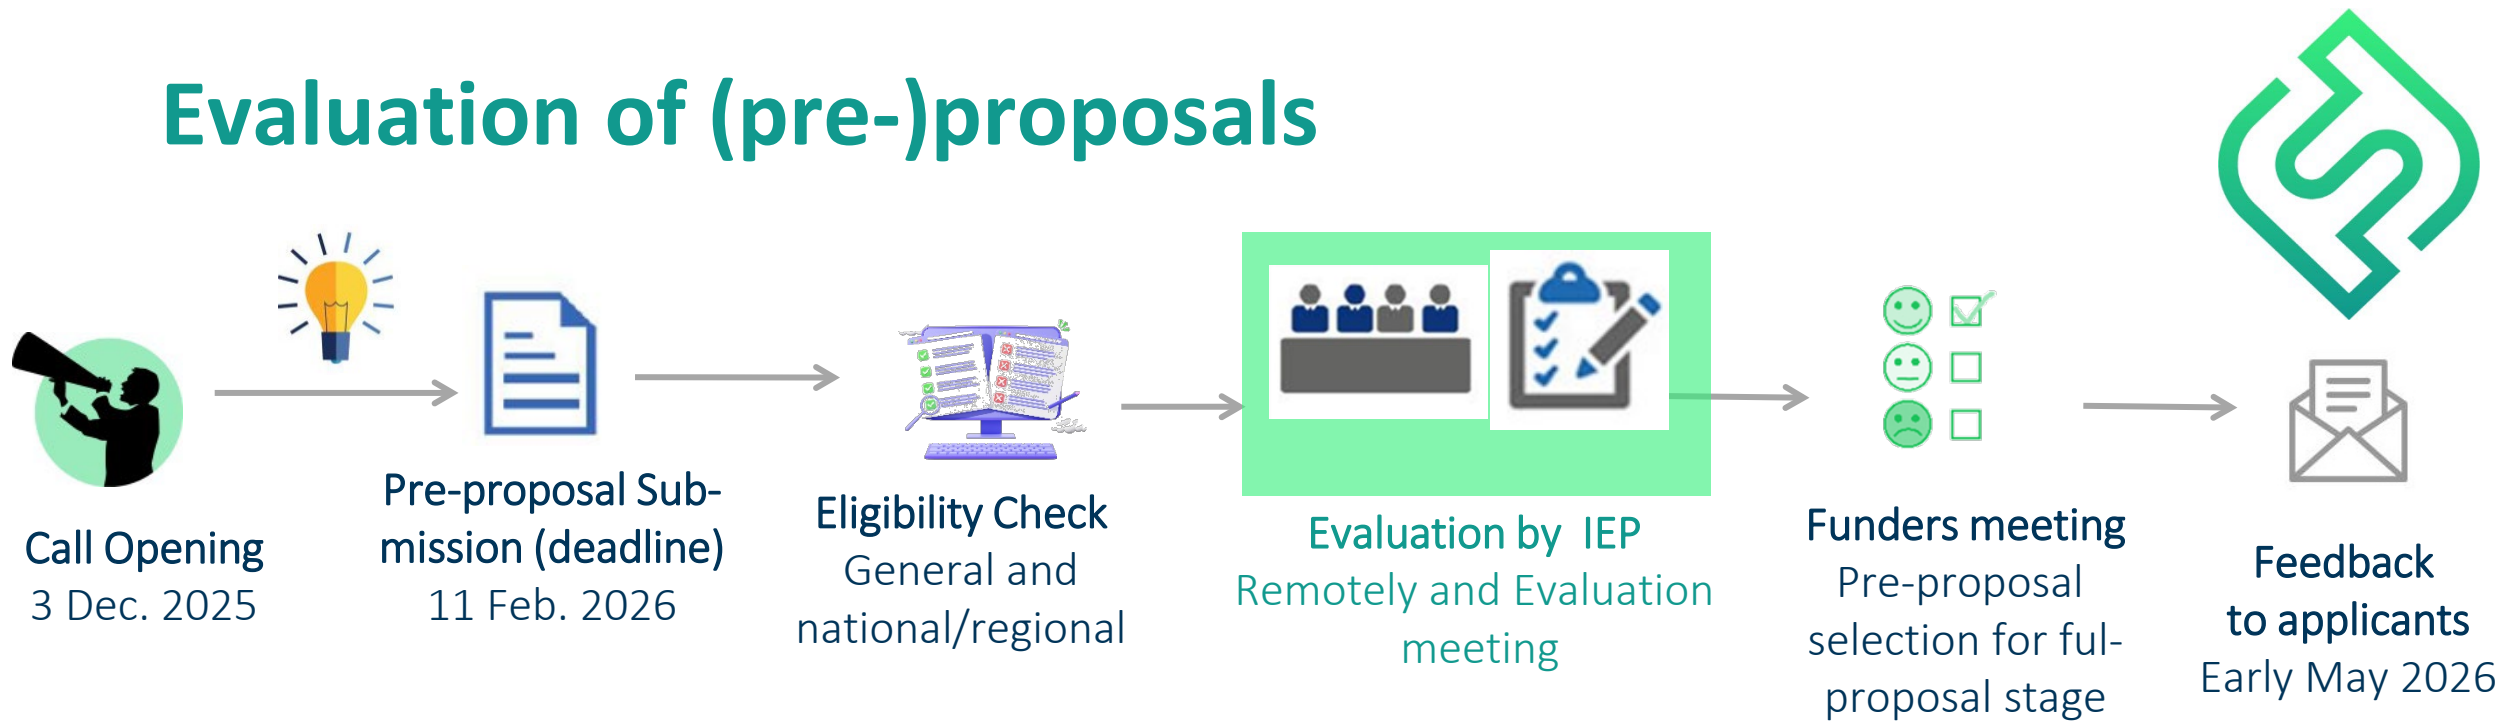 Evaluation of (pre-)proposals
Call Opening
3 Dec. 2025
Pre-proposal Sub-
mission (deadline)
11 Feb. 2026
Eligibility Check
General and
national/regional
Evaluation by IEP
Remotely and Evaluation
meeting
Funders meeting
Pre-proposal
selection for ful-
proposal stage
Feedback
to applicants
Early May 2026